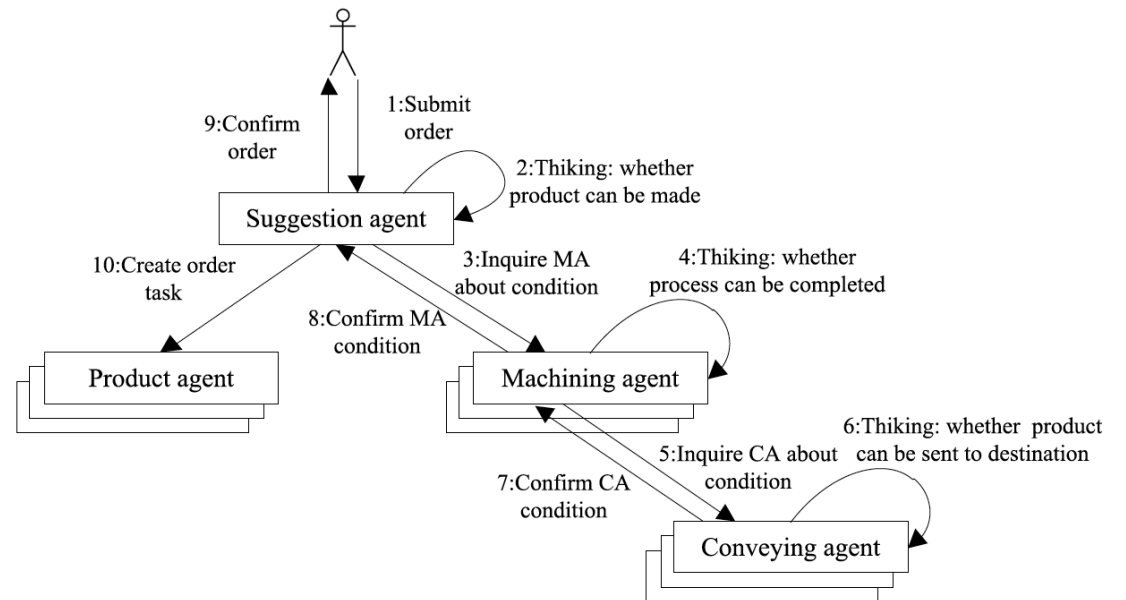 1:Submit
order
9:Confirm
order
2:Thiking: whether
product can be made
Suggestion agent
10:Create order
task
3:Inquire MA
about condition
4:Thiking: whether
process can be completed
8:Confirm MA
condition
Product agent
Machining agent
5:Inquire CA about
condition
6:Thiking: whether product
can be sent to destination
7:Confirm CA
condition
Conveying agent